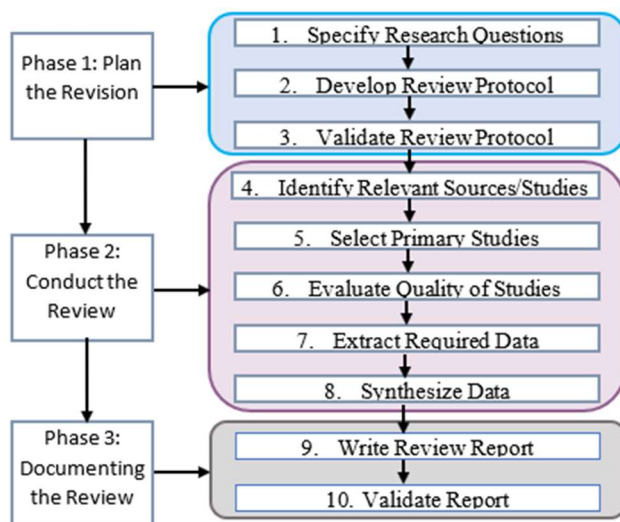 Phase 1: Plan
the Revision
1. Specify Research Questions
2. Develop Review Protocol
3. Validate Review Protocol
Phase 2:
Conduct the
Review
4. Identify Relevant Sources/Studies
5. Select Primary Studies
6. Evaluate Quality of Studies
7. Extract Required Data
8. Synthesize Data
Phase 3:
Documenting
the Review
9. Write Review Report
10. Validate Report